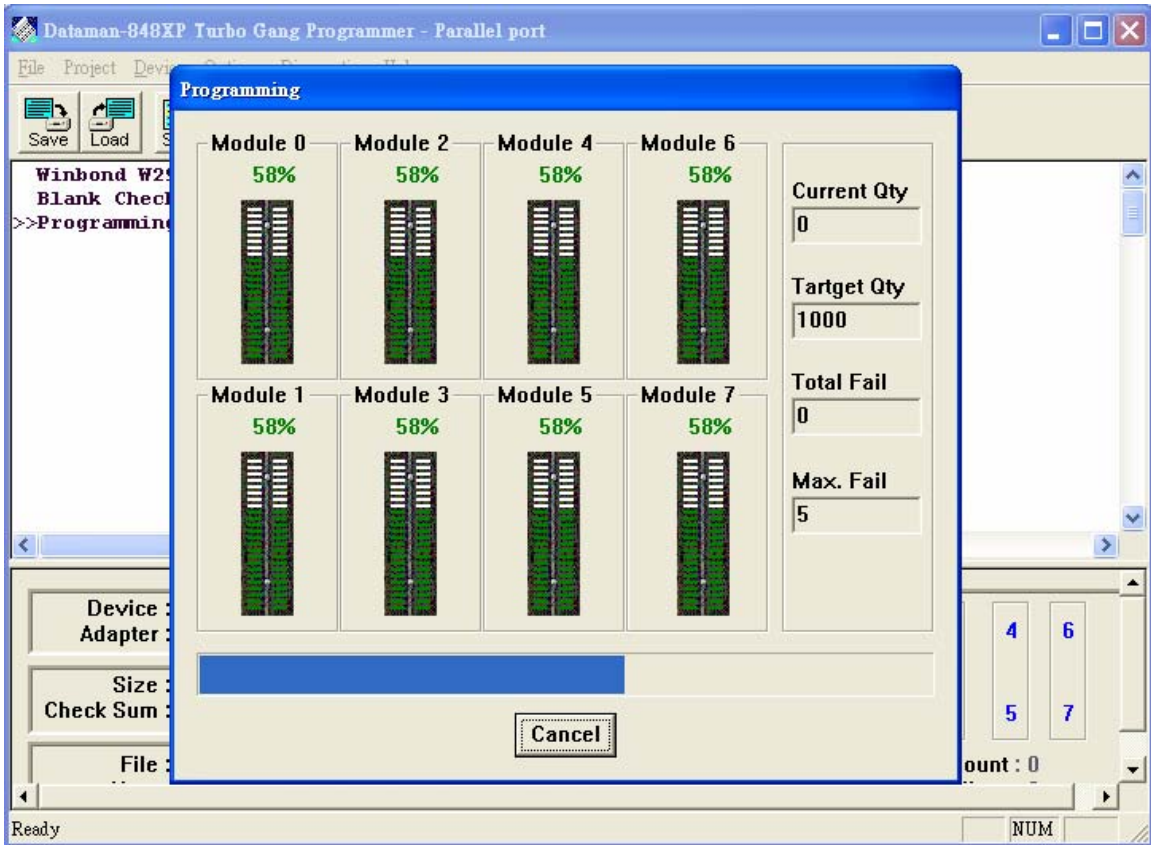 Dataman-848XP Turbo Gang Programmer - Parallel port
File Project Devi
Save Load
Winbond W29
Blank Chec
>>Programmin
Programming
Module 0 Module 2 Module 4 Module 6
58% 58% 58% 58%
Module 1 Module 3 Module 5 Module 7
58% 58% 58% 58%
Current Qty
0
Tartget Qty
1000
Total Fail
0
Max. Fail
5
Cancel
Device :
Adapter :
Size :
Check Sum :
File :
4 6
5 7
ount : 0
Ready
NUM